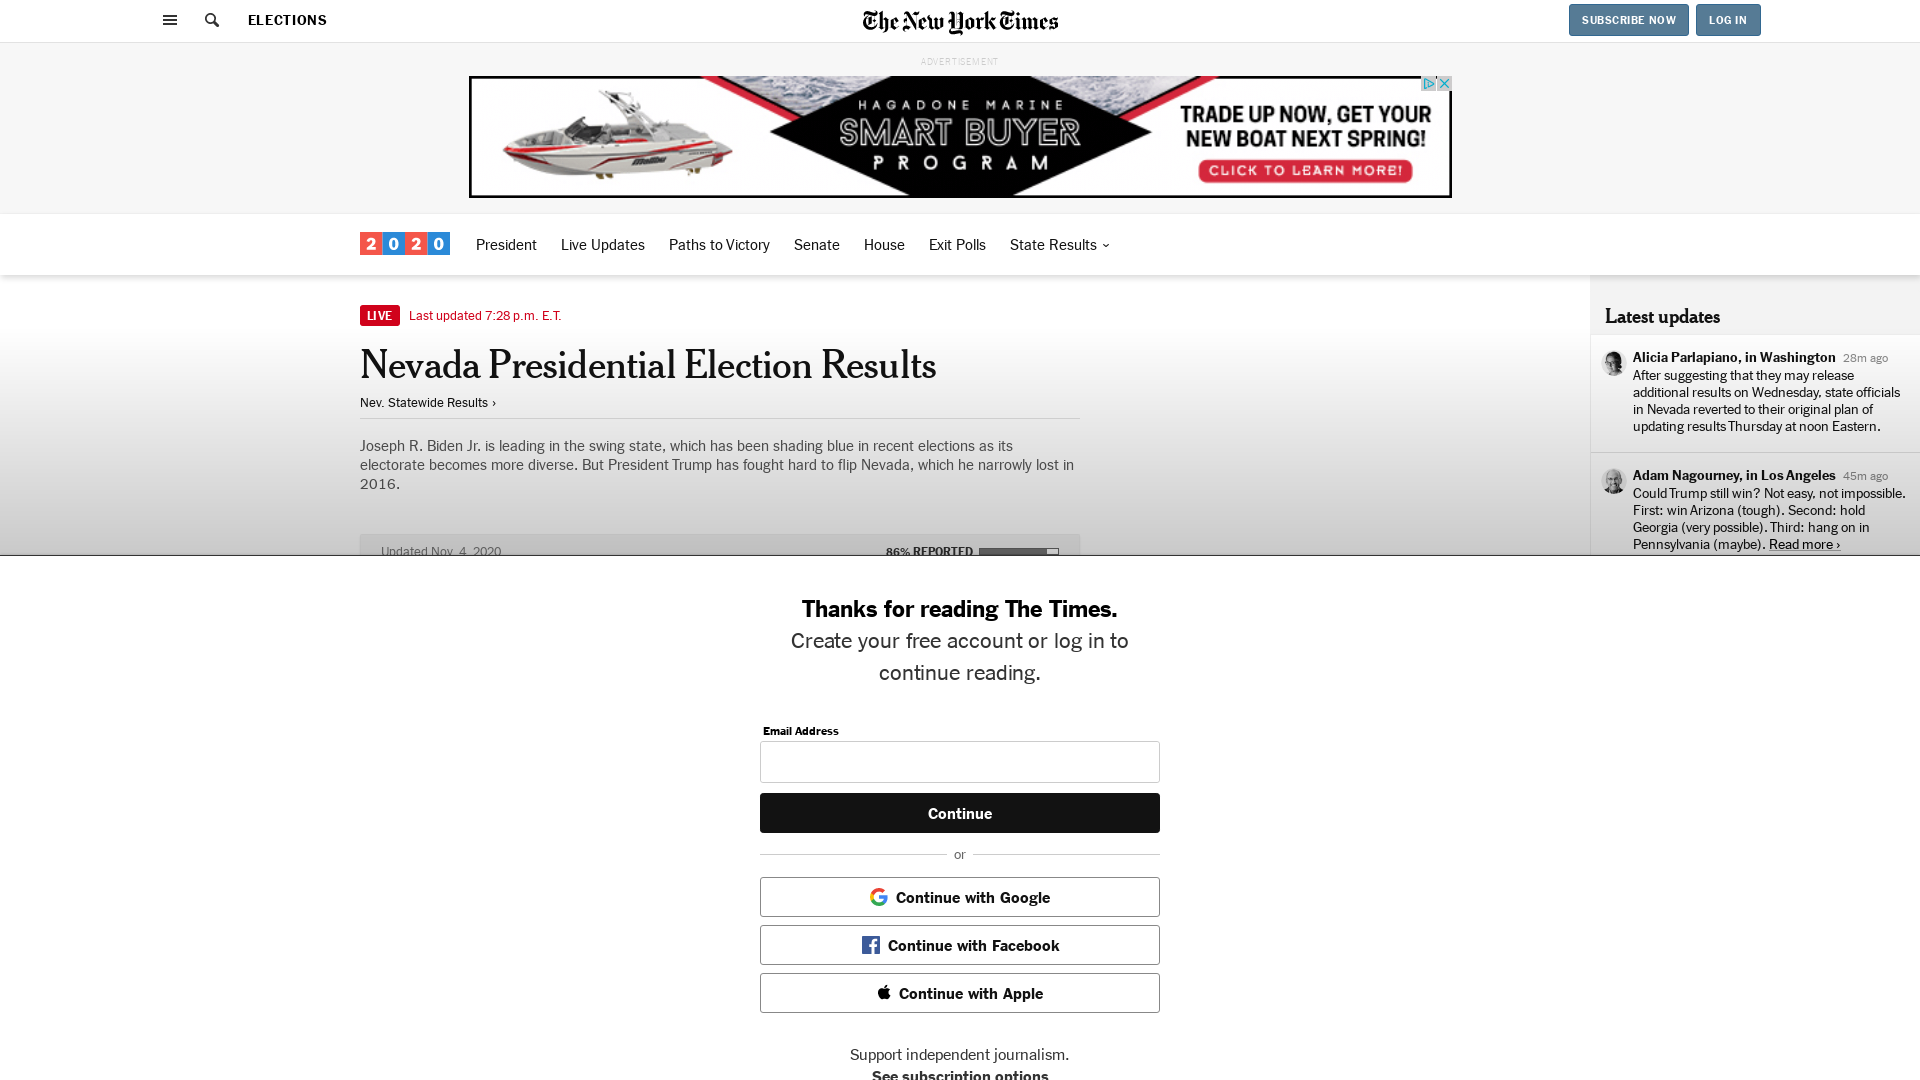 ELECTIONS
The New York Times
SUBSCRIBE NOW
LOG IN
ADVERTISEMENT
HAGADONE MARINE
SMART BUYER
PROGRAM
Malibu
TRADE UP NOW, GET YOUR
NEW BOAT NEXT SPRING!
CLICK TO LEARN MORE!
2020
President
Live Updates
Paths to Victory
Senate
House
Exit Polls
State Results
LIVE Last updated 7:28 p.m. E.T.
Nevada Presidential Election Results
Nev. Statewide Results ›
Joseph R. Biden Jr. is leading in the swing state, which has been shading blue in recent elections as its
electorate becomes more diverse. But President Trump has fought hard to flip Nevada, which he narrowly lost in
2016.
Updated Nov. 4, 2020
86% REPORTED
Latest updates
Alicia Parlapiano, in Washington 28m ago
After suggesting that they may release
additional results on Wednesday, state officials
in Nevada reverted to their original plan of
updating results Thursday at noon Eastern.
Adam Nagourney, in Los Angeles 45m ago
Could Trump still win? Not easy, not impossible.
First: win Arizona (tough). Second: hold
Georgia (very possible). Third: hang on in
Pennsylvania (maybe). Read more ›
Thanks for reading The Times.
Create your free account or log in to
continue reading.
Email Address
Continue
or
Continue with Google
Continue with Facebook
Continue with Apple
Support independent journalism.
See subscription options